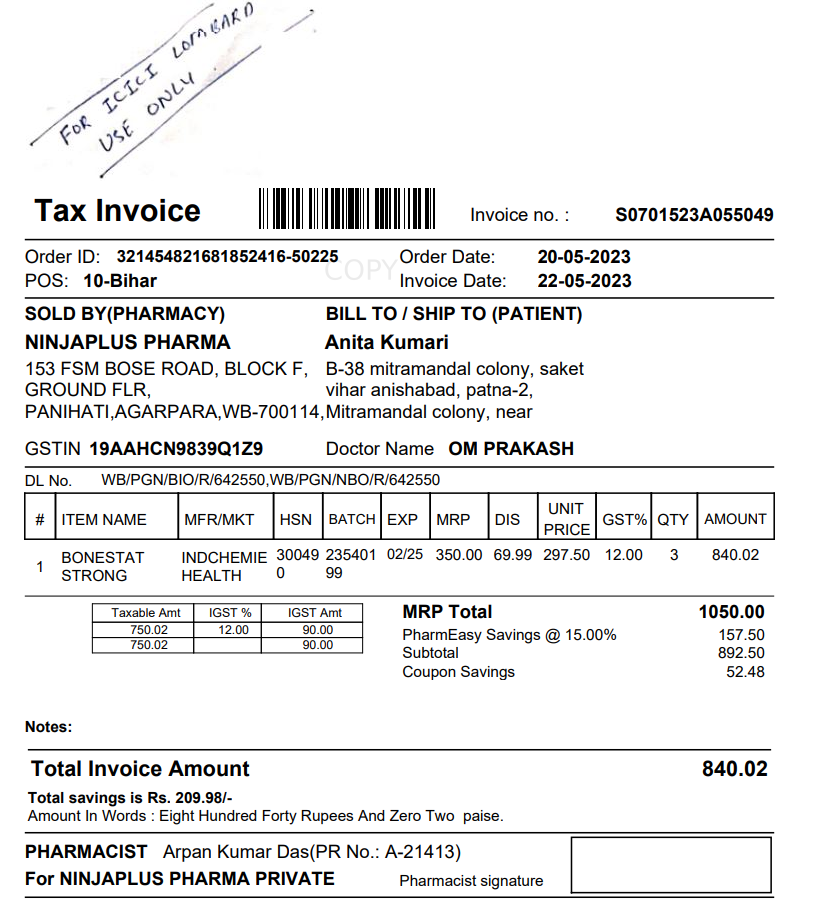 FOR ICICI LOMBARD
USE ONLY
Tax Invoice
Invoice no. : S0701523A055049
Order ID: 321454821681852416-50225 Order Date: 20-05-2023
COPY
POS: 10-Bihar Invoice Date: 22-05-2023
SOLD BY(PHARMACY) BILL TO / SHIP TO (PATIENT)
NINJAPLUS PHARMA Anita Kumari
153 FSM BOSE ROAD, BLOCK F, B-38 mitramandal colony, saket
GROUND FLR, vihar anishabad, patna-2,
PANIHATI,AGARPARA,WB-700114, Mitramandal colony, near
GSTIN 19AAHCN9839Q1Z9 Doctor Name OM PRAKASH
DL No. WB/PGN/BIO/R/642550,WB/PGN/NBO/R/642550
# ITEM NAME MFR/MKT HSN BATCH EXP MRP DIS UNIT PRICE GST% QTY AMOUNT
1 BONESTAT INDCHEMIE 30049 235401 02/25 350.00 69.99 297.50 12.00 3 840.02
STRONG HEALTH 0 99
Taxable Amt IGST % IGST Amt
750.02 12.00 90.00
750.02 90.00
MRP Total 1050.00
PharmEasy Savings @ 15.00% 157.50
Subtotal 892.50
Coupon Savings 52.48
Notes:
Total Invoice Amount 840.02
Total savings is Rs. 209.98/-
Amount In Words : Eight Hundred Forty Rupees And Zero Two paise.
PHARMACIST Arpan Kumar Das(PR No.: A-21413)
For NINJAPLUS PHARMA PRIVATE Pharmacist signature